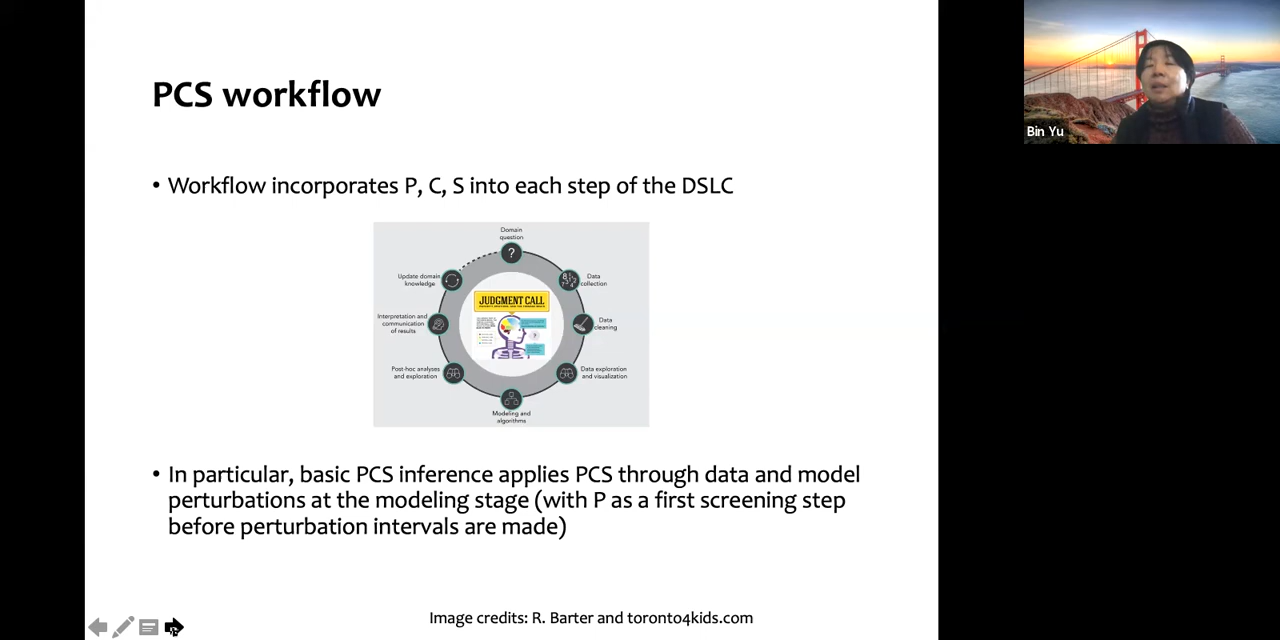 PCS workflow
Bin Yu
• Workflow incorporates P, C, S into each step of the DSLC
Domain
question
?
Update domain
knowledge
Data
collection
JUDGMENT CALL
Interpretation and
communication
of results
Data
cleaning
Post-hoc analyses
and exploration
Data exploration
and visualization
Modeling and
algorithms
• In particular, basic PCS inference applies PCS through data and model
perturbations at the modeling stage (with P as a first screening step
before perturbation intervals are made)
Image credits: R. Barter and toronto4kids.com